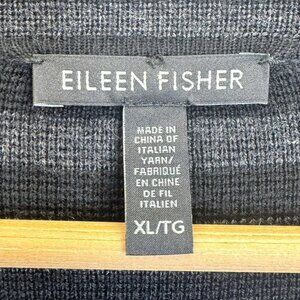 EILEEN FISHER
MADE IN
CHINA OF
ITALIAN
YARN/
FABRIQUÉ
EN CHINE
DE FIL
ITALIEN
XL/TG